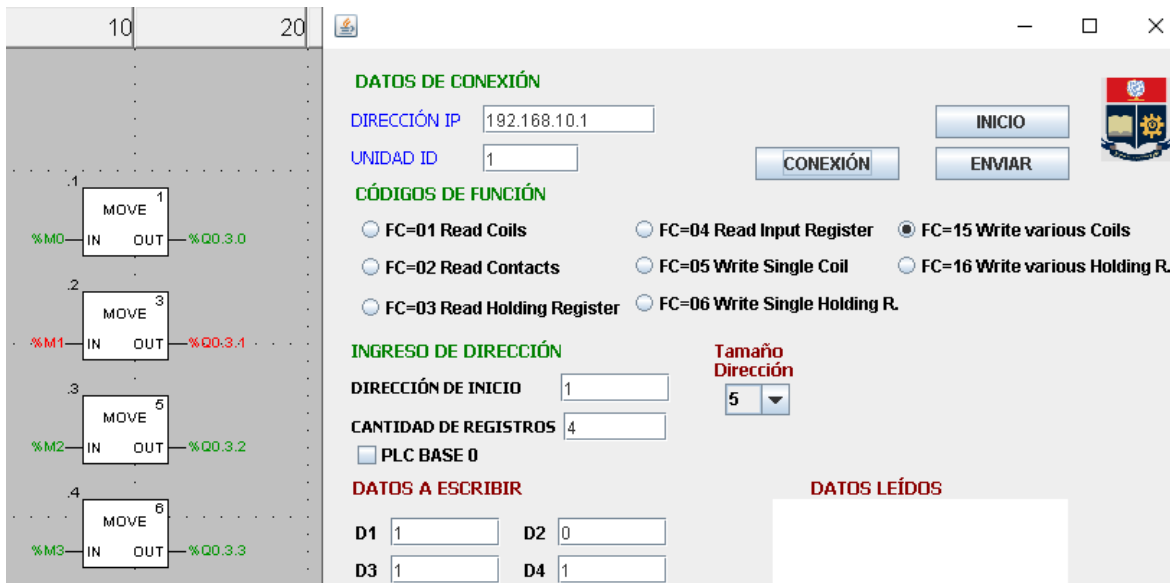 10 20
.1
MOVE 1
%M0 IN OUT %Q0.3.0
.2
MOVE 3
%M1 IN OUT %Q0.3.1
.3
MOVE 5
%M2 IN OUT %Q0.3.2
.4
MOVE 6
%M3 IN OUT %Q0.3.3
DATOS DE CONEXIÓN
DIRECCIÓN IP 192.168.10.1 INICIO
UNIDAD ID 1 CONEXIÓN ENVIAR
CÓDIGOS DE FUNCIÓN
FC=01 Read Coils FC=04 Read Input Register FC=15 Write various Coils
FC=02 Read Contacts FC=05 Write Single Coil FC=16 Write various Holding R.
FC=03 Read Holding Register FC=06 Write Single Holding R.
INGRESO DE DIRECCIÓN
DIRECCIÓN DE INICIO 1
CANTIDAD DE REGISTROS 4
PLC BASE 0
Tamaño
Dirección
5
DATOS A ESCRIBIR DATOS LEÍDOS
D1 1 D2 0
D3 1 D4 1